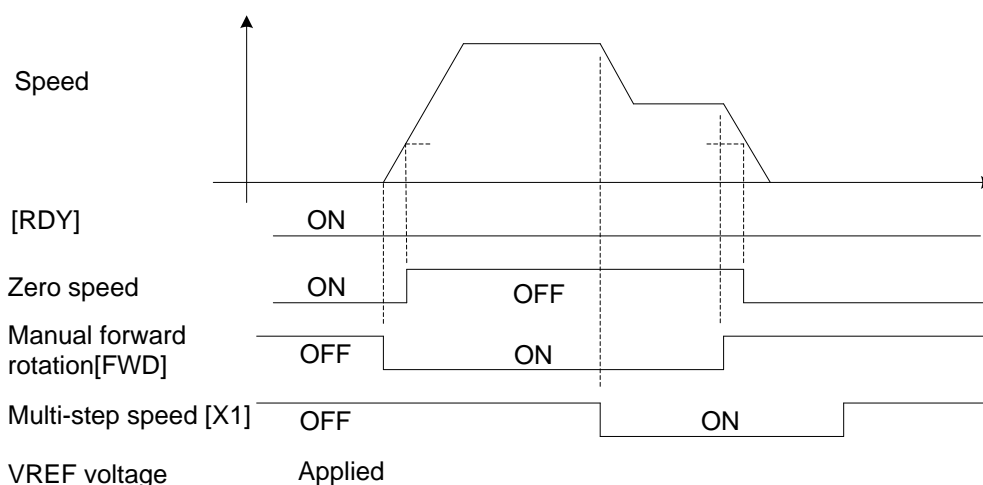 Speed
[RDY] ON
Zero speed ON OFF
Manual forward
rotation[FWD] OFF ON
Multi-step speed [X1] OFF ON
VREF voltage Applied